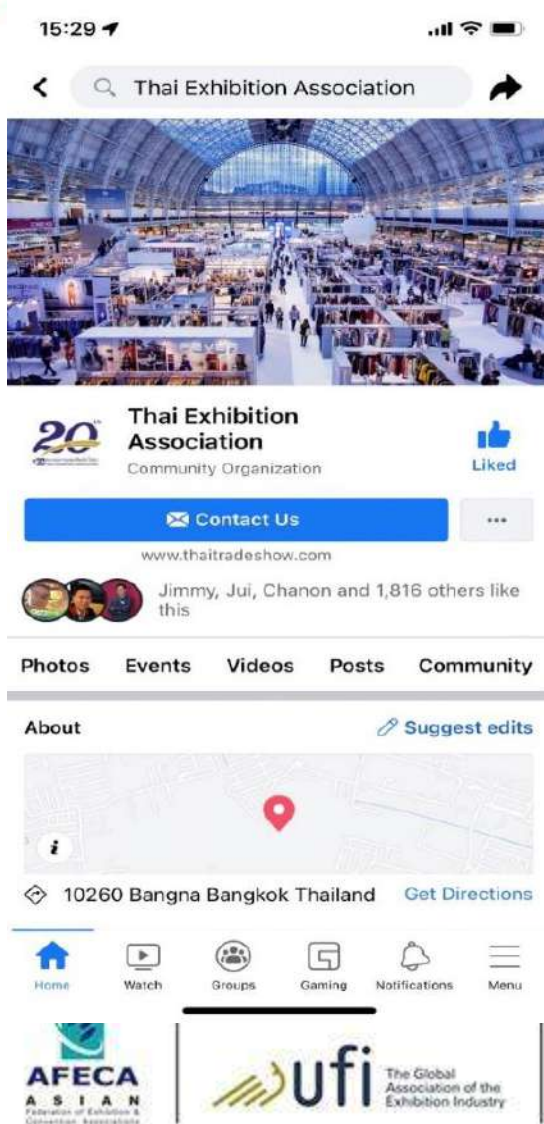 15:29
Thai Exhibition Association
20TH
Thai Exhibition
Association
Community Organization
Liked
Contact Us
www.thaitradeshow.com
Jimmy, Jui, Chanon and 1,816 others like
this
Photos Events Videos Posts Community
About Suggest edits
i
10260 Bangna Bangkok Thailand Get Directions
Home Watch Groups Gaming Notifications Menu
AFECA
ASIAN
Federation of Exhibition &
Convention Associations
ufi
The Global
Association of the
Exhibition Industry